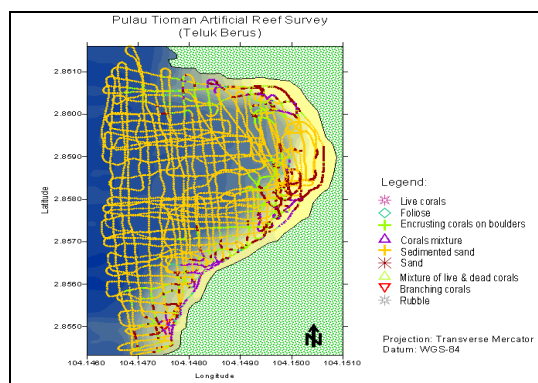 Pulau Tioman Artificial Reef Survey
(Teluk Berus)
2.8610
2.8600
2.8590
2.8580
2.8570
2.8560
2.8550
Latitude
104.1460 104.1470 104.1480 104.1490 104.1500 104.1510
Longitude
N
Legend:
Live corals
Foliose
Encrusting corals on boulders
Corals mixture
Sedimented sand
Sand
Mixture of live & dead corals
Branching corals
Rubble
Projection: Transverse Mercator
Datum: WGS-84